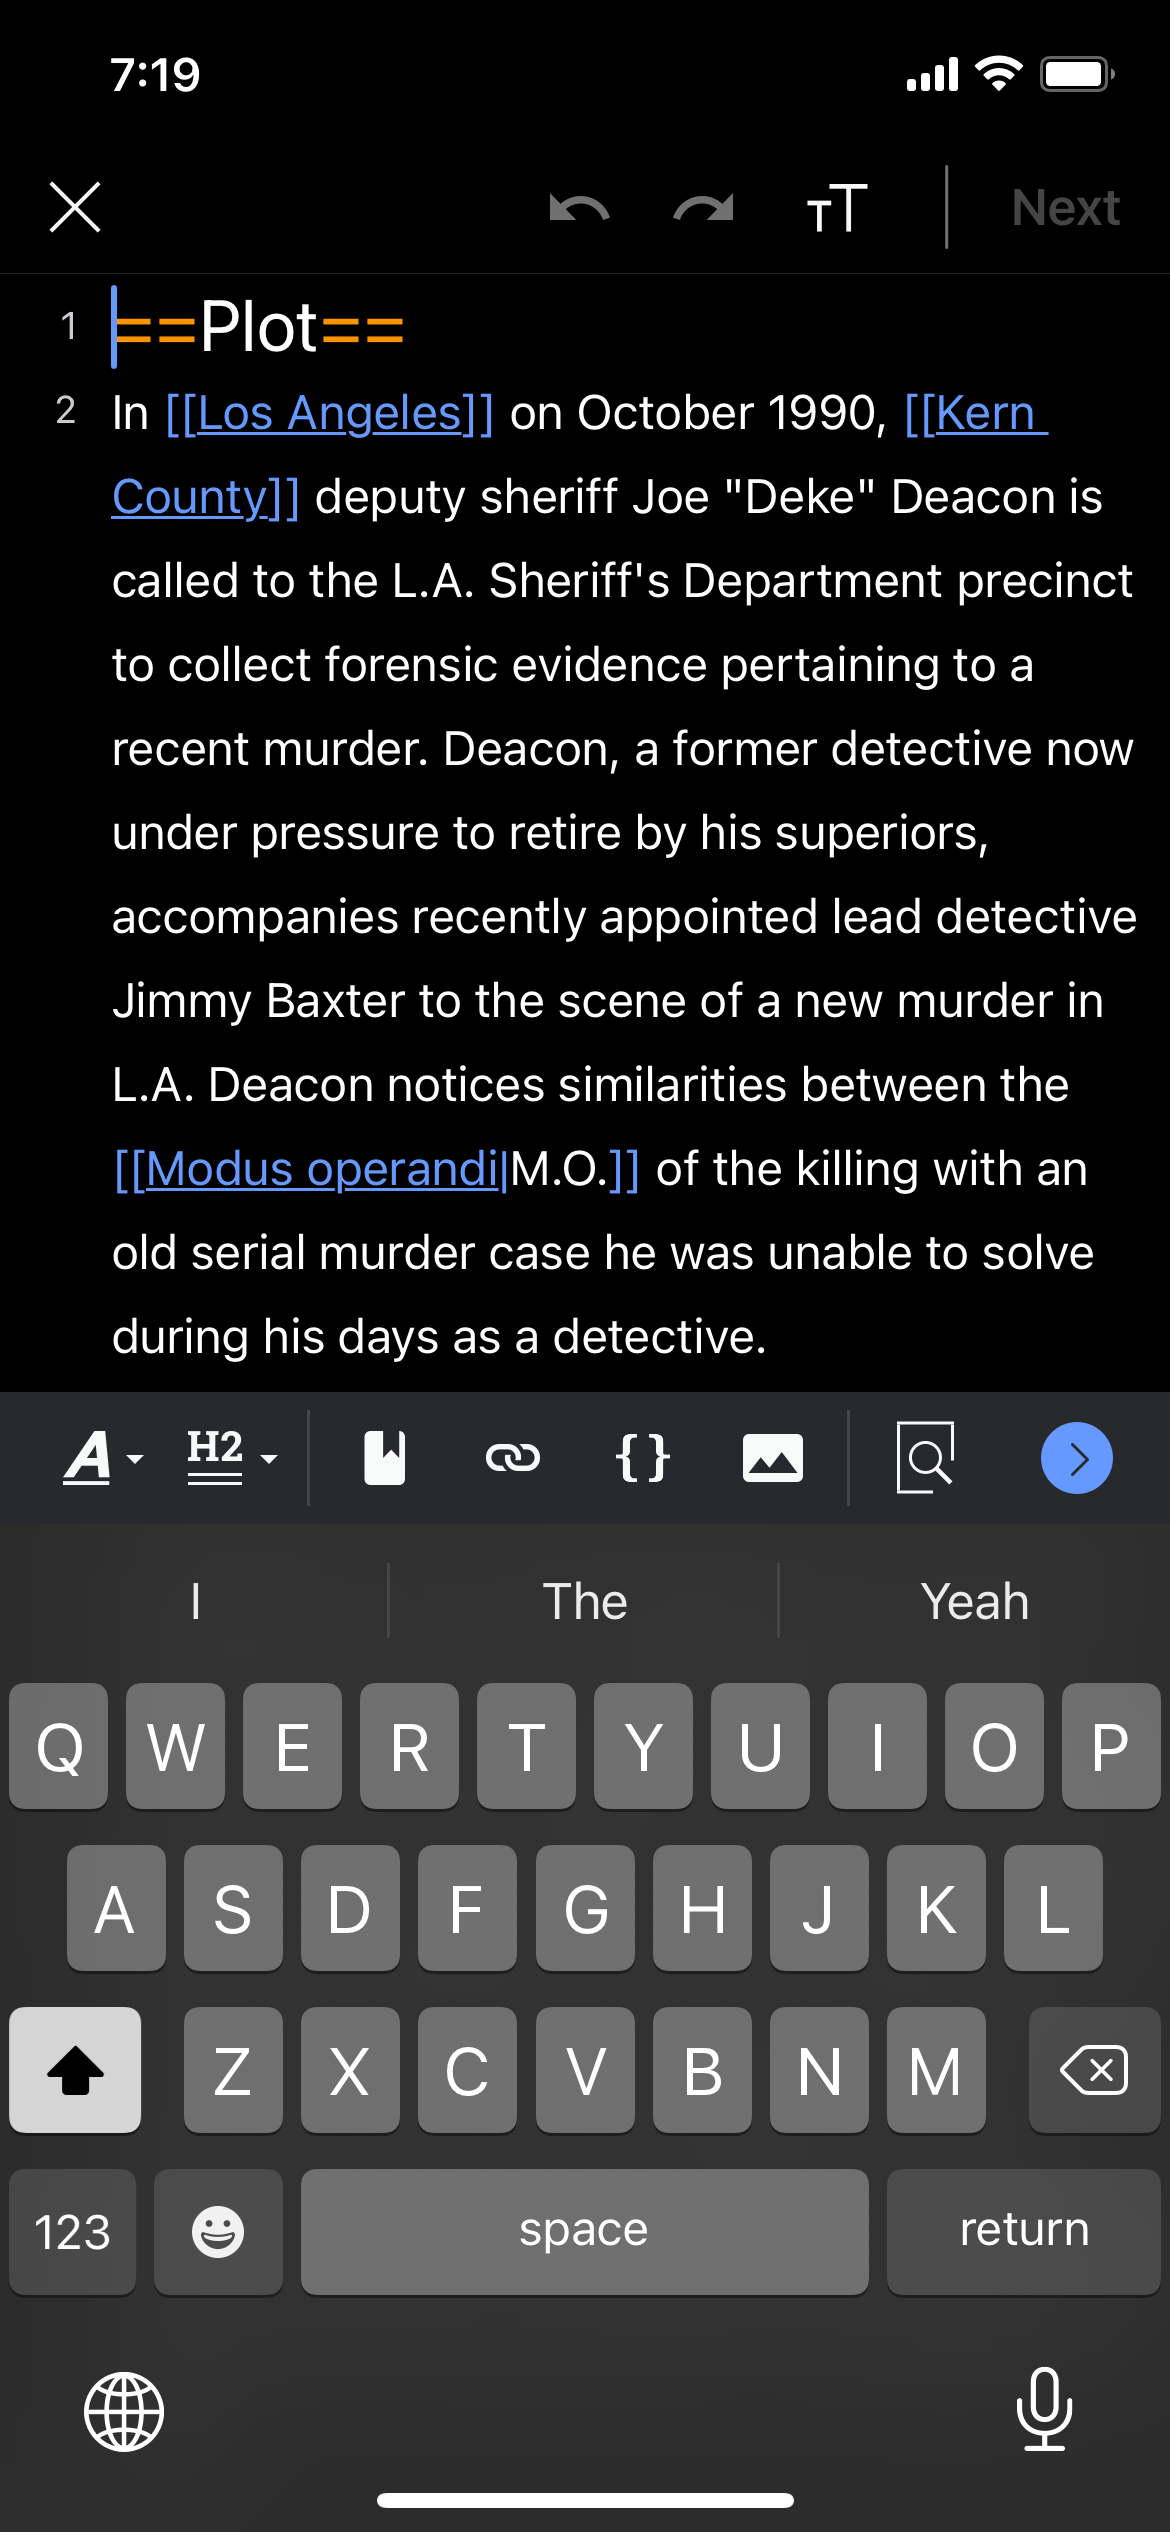 7:19
Next
1 ==Plot==
2 In [[Los Angeles]] on October 1990, [[Kern
County]] deputy sheriff Joe "Deke" Deacon is
called to the L.A. Sheriff's Department precinct
to collect forensic evidence pertaining to a
recent murder. Deacon, a former detective now
under pressure to retire by his superiors,
accompanies recently appointed lead detective
Jimmy Baxter to the scene of a new murder in
L.A. Deacon notices similarities between the
[[Modus operandi|M.O.]] of the killing with an
old serial murder case he was unable to solve
during his days as a detective.
A H2 {}
I The Yeah
Q W E R T Y U I O P
A S D F G H J K L
Z X C V B N M
123 space return